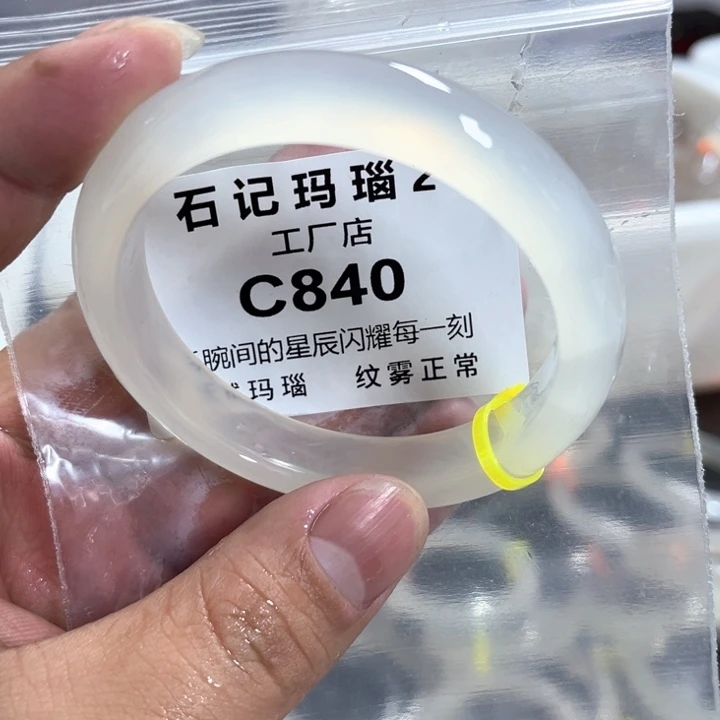 石记玛瑙2
工厂店
C840
腕间的星辰闪耀每一刻
玛瑙 纹雾正常